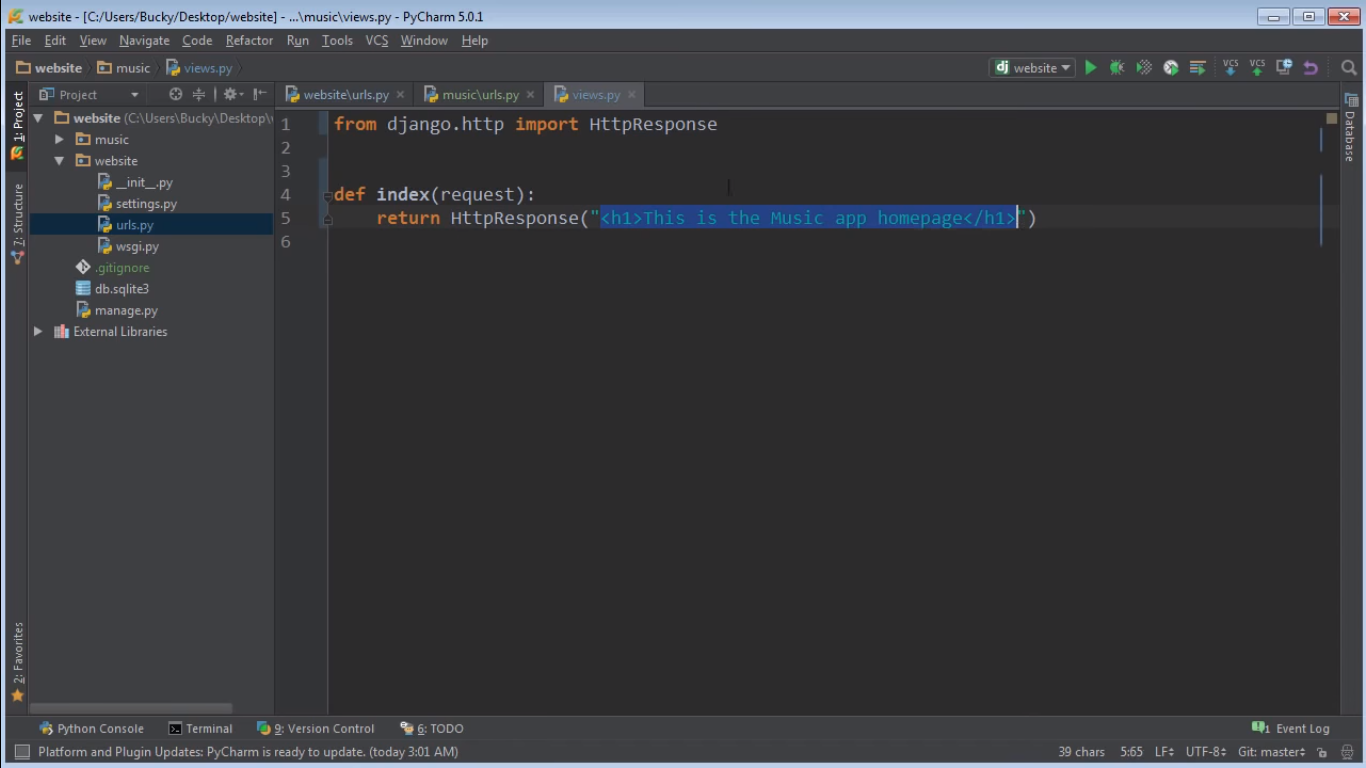 website - [C:/Users/Bucky/Desktop/website] - ...\music\views.py - PyCharm 5.0.1
File Edit View Navigate Code Refactor Run Tools VCS Window Help
website music views.py website VCS VCS
1: Project
7: Structure
2: Favorites
Project
website (C:\Users\Bucky\Desktop\
music
website
__init__.py
settings.py
urls.py
wsgi.py
.gitignore
db.sqlite3
manage.py
External Libraries
website\urls.py music\urls.py views.py
1 from django.http import HttpResponse
2
3
4 def index(request):
5 return HttpResponse("<h1>This is the Music app homepage</h1>")
6
Database
Python Console Terminal 9: Version Control 6: TODO 1 Event Log
Platform and Plugin Updates: PyCharm is ready to update. (today 3:01 AM) 39 chars 5:65 LF UTF-8 Git: master